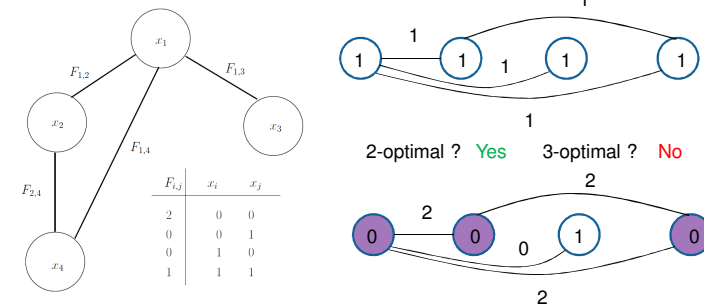 x1
F1,2
F1,3
x2
x3
F1,4
F2,4
x4
Fi,j xi xj
2 0 0
0 0 1
0 1 0
1 1 1
1
1
1
1 1 1 1
1
2-optimal ? Yes 3-optimal ? No
2
2
0 0 1 0
0
2